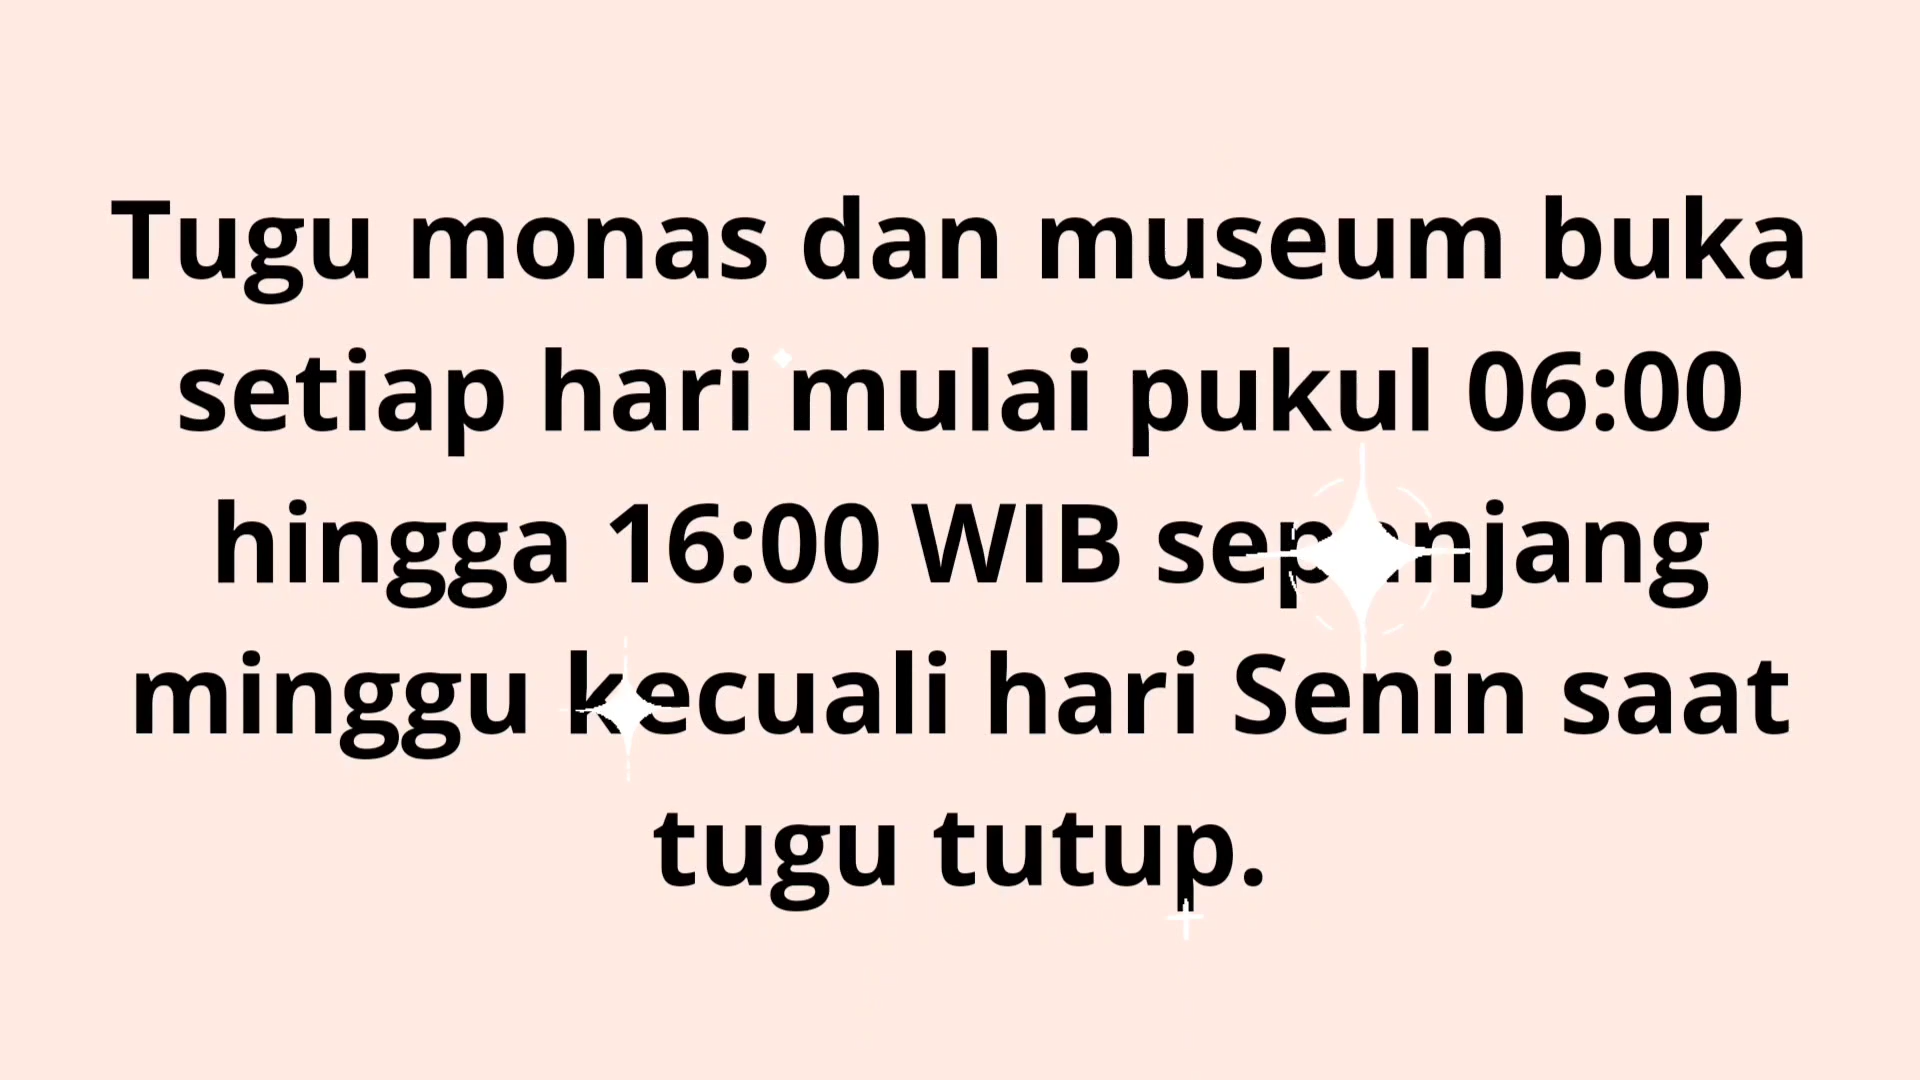 Tugu monas dan museum buka
setiap hari mulai pukul 06:00
hingga 16:00 WIB sepanjang
minggu kecuali hari Senin saat
tugu tutup.